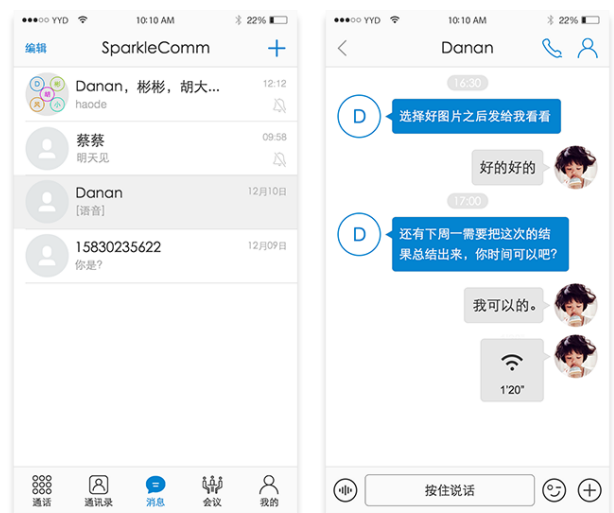 YYD
10:10 AM
22%
编辑
SparkleComm
+
D
彬
胡
凤
小
Danan，彬彬，胡大...
12:12
haode
蔡蔡
09:58
明天见
Danan
12月10日
[语音]
15830235622
12月09日
你是?
通话
通讯录
消息
会议
我的
YYD
10:10 AM
22%
Danan
16:30
D
选择好图片之后发给我看看
好的好的
17:00
D
还有下周一需要把这次的结
果总结出来，你时间可以吧?
我可以的。
1'20"
按住说话